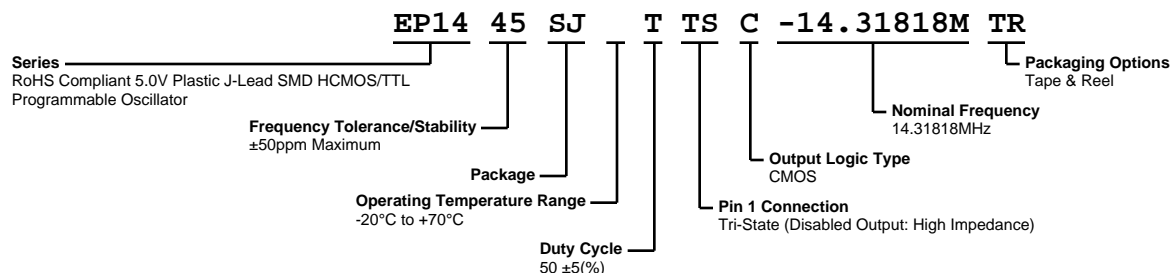 EP14 45 SJ T TS C -14.31818M TR
Series
RoHS Compliant 5.0V Plastic J-Lead SMD HCMOS/TTL
Programmable Oscillator
Packaging Options
Tape & Reel
Nominal Frequency
14.31818MHz
Frequency Tolerance/Stability
±50ppm Maximum
Output Logic Type
CMOS
Package
Operating Temperature Range
-20°C to +70°C
Pin 1 Connection
Tri-State (Disabled Output: High Impedance)
Duty Cycle
50 ±5(%)